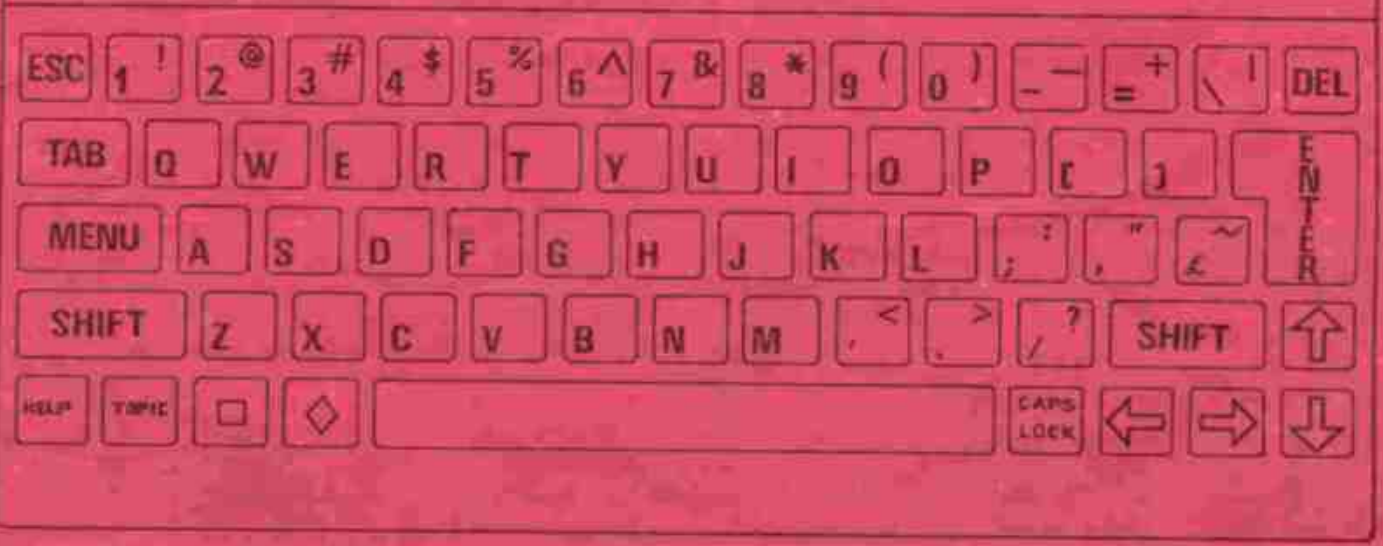 ESC 1 ! 2 @ 3 # 4 $ 5 % 6 ^ 7 & 8 * 9 ( 0 ) - _ = + \ | DEL
TAB Q W E R T Y U I O P [ ] ENTER
MENU A S D F G H J K L ; : ' " £ ~
SHIFT Z X C V B N M , < . > / ? SHIFT ⇧
HELP TOPIC □ ◇ CAPS LOCK ⇦ ⇨ ⇩